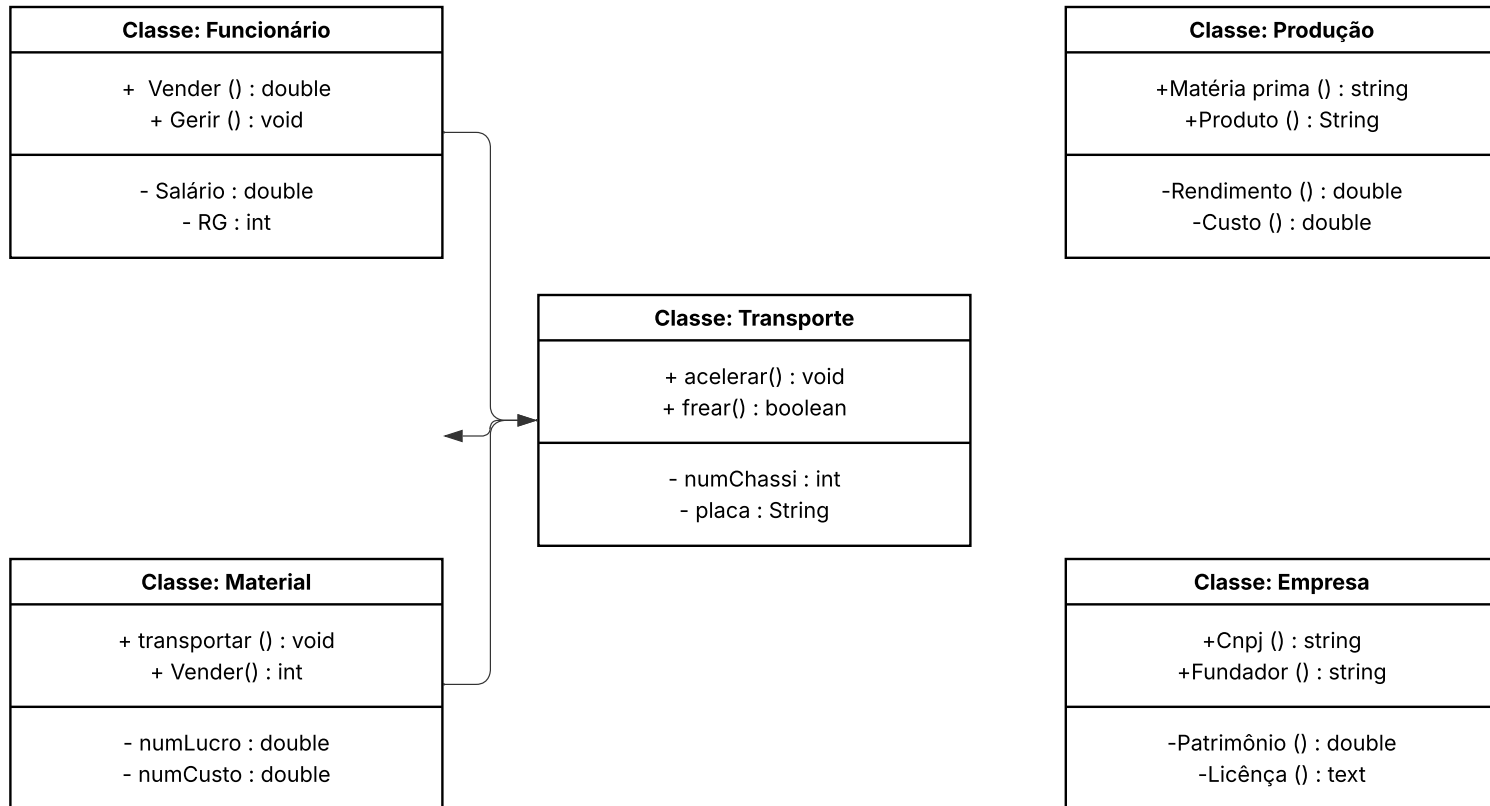 Classe: Funcionário
+ Vender () : double
+ Gerir () : void
- Salário : double
- RG : int
Classe: Produção
+Matéria prima () : string
+Produto () : String
-Rendimento () : double
-Custo () : double
Classe: Transporte
+ acelerar() : void
+ frear() : boolean
- numChassi : int
- placa : String
Classe: Material
+ transportar () : void
+ Vender() : int
- numLucro : double
- numCusto : double
Classe: Empresa
+Cnpj () : string
+Fundador () : string
-Patrimônio () : double
-Licênça () : text